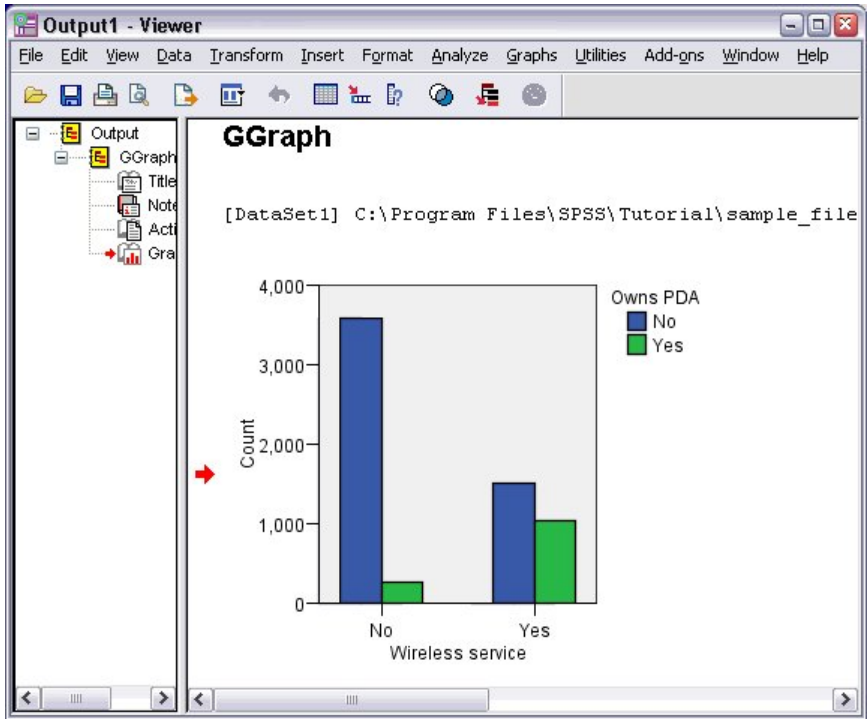 Output1 - Viewer
File Edit View Data Transform Insert Format Analyze Graphs Utilities Add-ons Window Help
Output
GGraph
Title
Note
Acti
Gra
GGraph
[DataSet1] C:\Program Files\SPSS\Tutorial\sample_file
4,000
3,000
2,000
1,000
0
Count
No
Yes
Wireless service
Owns PDA
No
Yes